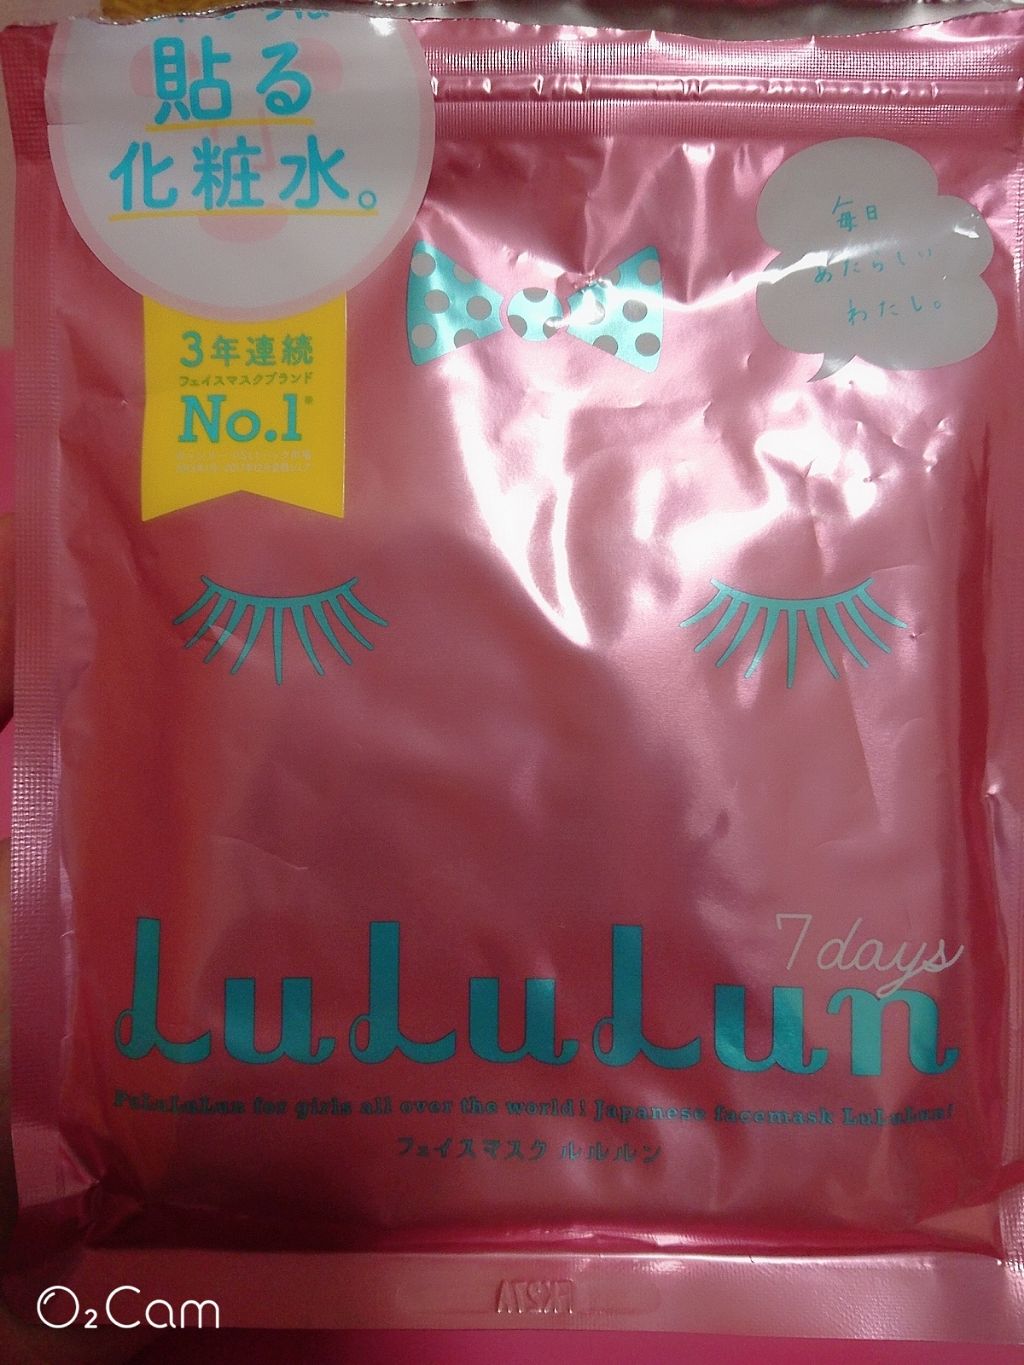 貼る
化粧水。
毎日
あたらしい
わたし。
3年連続
フェイスマスクブランド
No.1
7days
LuLuLun
PuLuLuLun for girls all over the world! Japanese facemask LuLuLun!
フェイスマスク ルルルン
O₂Cam